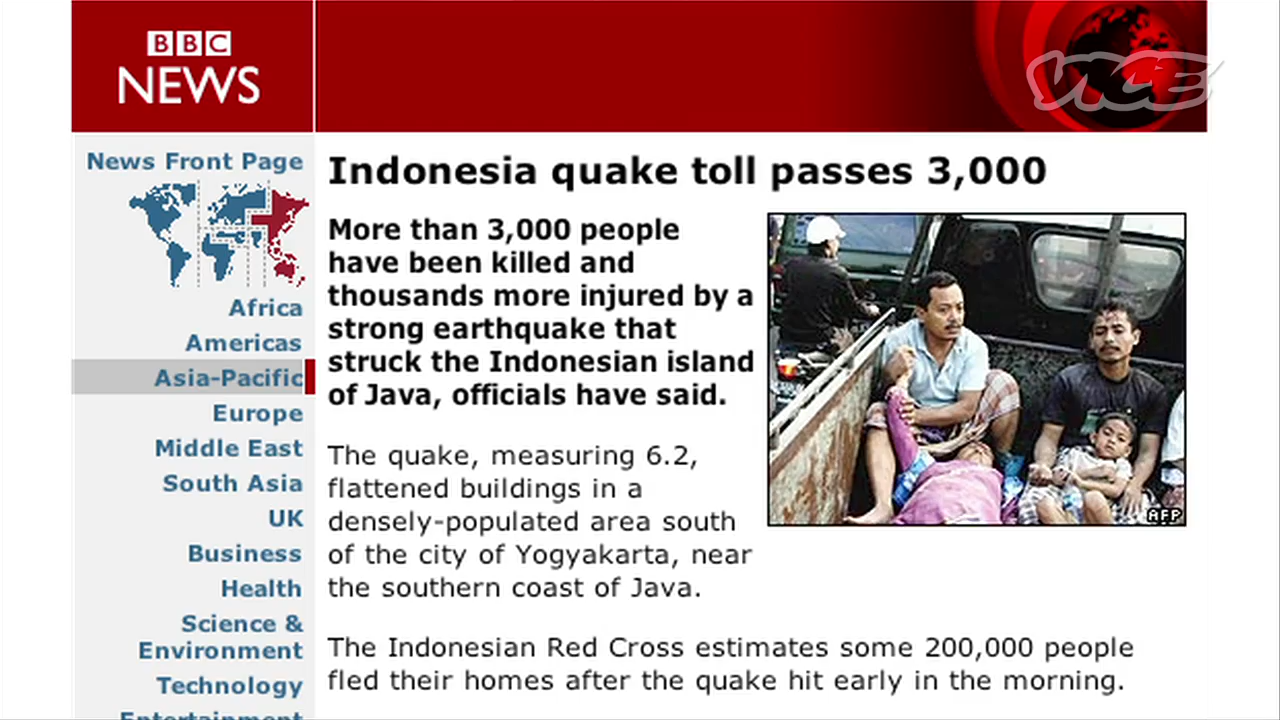 BBC
NEWS
VICE
News Front Page
Africa
Americas
Asia-Pacific
Europe
Middle East
South Asia
UK
Business
Health
Science &
Environment
Technology
Entertainment
Indonesia quake toll passes 3,000
More than 3,000 people
have been killed and
thousands more injured by a
strong earthquake that
struck the Indonesian island
of Java, officials have said.
AFP
The quake, measuring 6.2,
flattened buildings in a
densely-populated area south
of the city of Yogyakarta, near
the southern coast of Java.
The Indonesian Red Cross estimates some 200,000 people
fled their homes after the quake hit early in the morning.